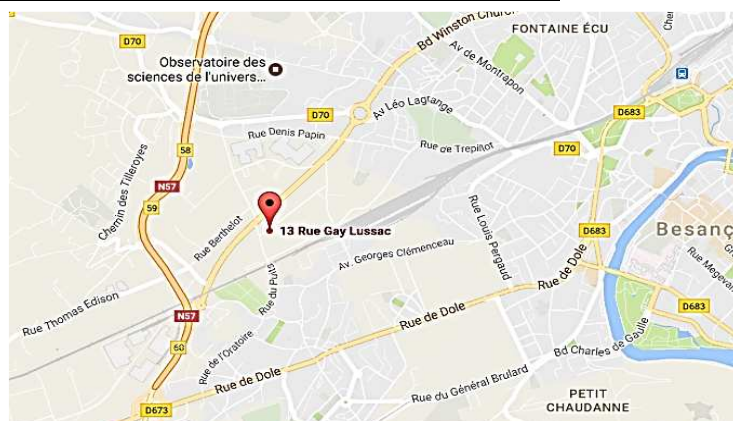 D70
Bd Winston Churc
FONTAINE ÉCU
Observatoire des
sciences de l'univers...
Av de Montrapon
D70
Av Léo Lagrange
D683
Rue Denis Papin
Rue de Trepillot
D70
58
N57
Chemin des Tilleroyes
59
Rue Berthelot
13 Rue Gay Lussac
Rue Louis Pergaud
D683
Besanç
Av. Georges Clémenceau
Rue Megevan
Rue du Puits
Rue de Dole
Rue Thomas Edison
D683
N57
Rue de Dole
60
Rue de l'Oratoire
Bd Charles de Gaulle
Rue de Dole
Rue du Général Brulard
PETIT
CHAUDANNE
D673